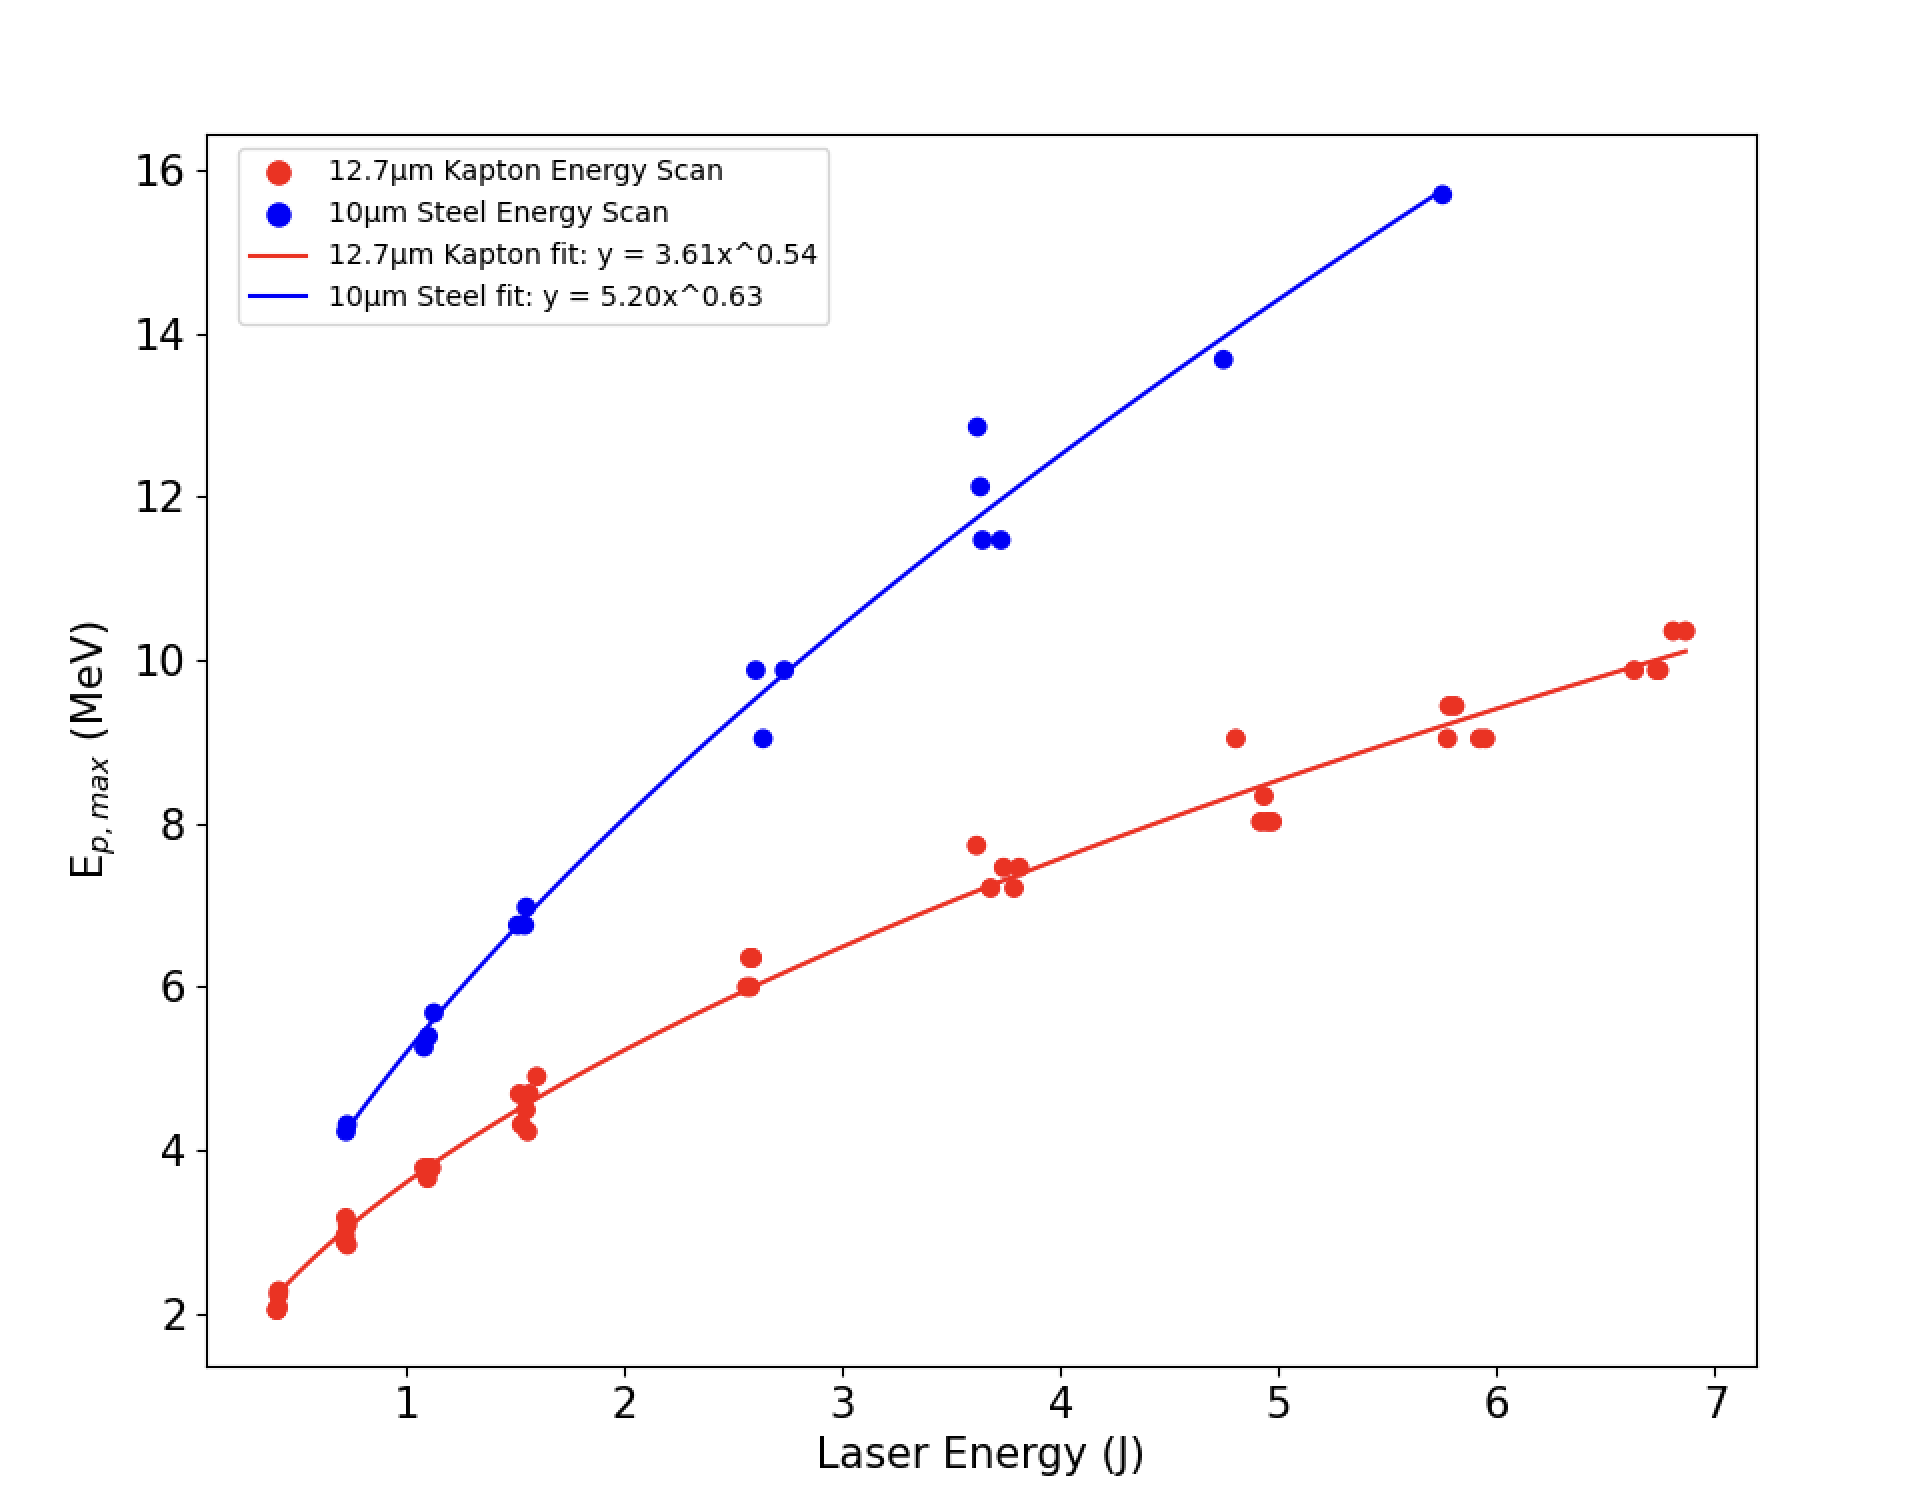 12.7μm Kapton Energy Scan
10μm Steel Energy Scan
12.7μm Kapton fit: y = 3.61x^0.54
10μm Steel fit: y = 5.20x^0.63
16
14
12
10
8
6
4
2
E_{p, max} (MeV)
1 2 3 4 5 6 7
Laser Energy (J)